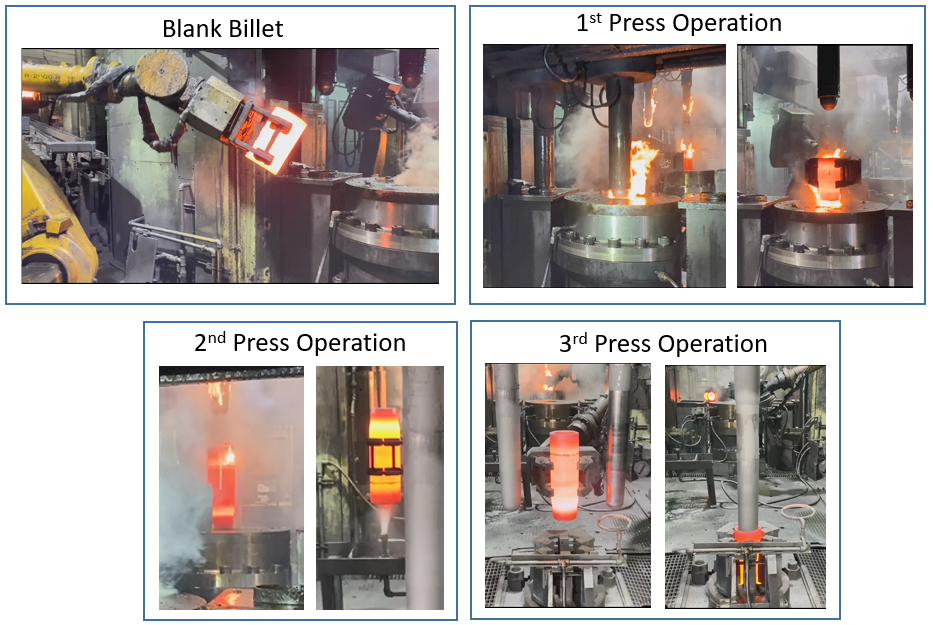 Blank Billet
1st Press Operation
2nd Press Operation
3rd Press Operation